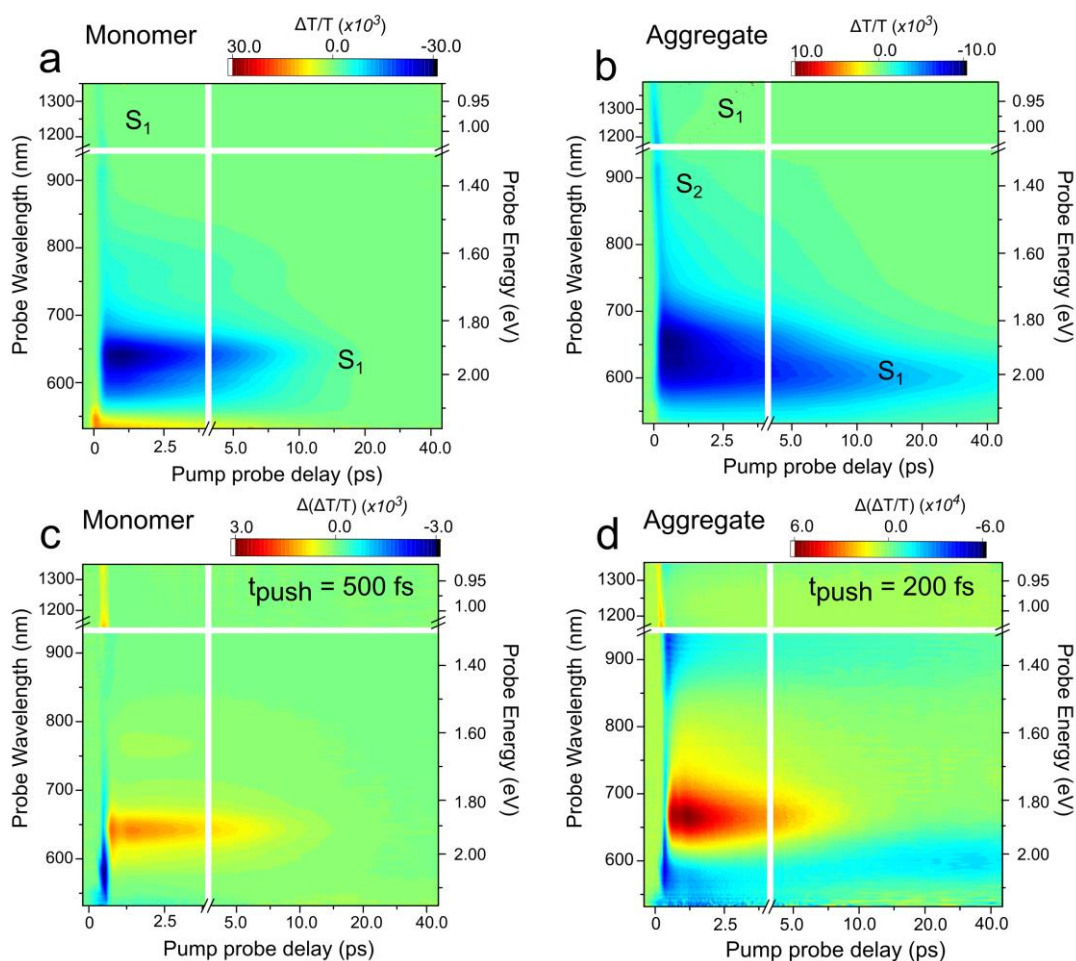 a
Monomer
ΔT/T (x10³)
30.0 0.0 -30.0
S₁
S₁
Probe Wavelength (nm)
1300
1200
900
800
700
600
Probe Energy (eV)
0.95
1.00
1.40
1.60
1.80
2.00
0.0 2.5 5.0 10.0 20.0 40.0
Pump probe delay (ps)
b
Aggregate
ΔT/T (x10³)
10.0 0.0 -10.0
S₁
S₂
S₁
Probe Wavelength (nm)
1300
1200
900
800
700
600
Probe Energy (eV)
0.95
1.00
1.40
1.60
1.80
2.00
0 2.5 5.0 10.0 20.0 40.0
Pump probe delay (ps)
c
Monomer
Δ(ΔT/T) (x10³)
3.0 0.0 -3.0
tpush = 500 fs
Probe Wavelength (nm)
1300
1200
900
800
700
600
Probe Energy (eV)
0.95
1.00
1.40
1.60
1.80
2.00
0.0 2.5 5.0 10.0 20.0 40.0
Pump probe delay (ps)
d
Aggregate
Δ(ΔT/T) (x10⁴)
6.0 0.0 -6.0
tpush = 200 fs
Probe Wavelength (nm)
1300
1200
900
800
700
600
Probe Energy (eV)
0.95
1.00
1.40
1.60
1.80
2.00
0 2.5 5.0 10.0 20.0 40.0
Pump probe delay (ps)